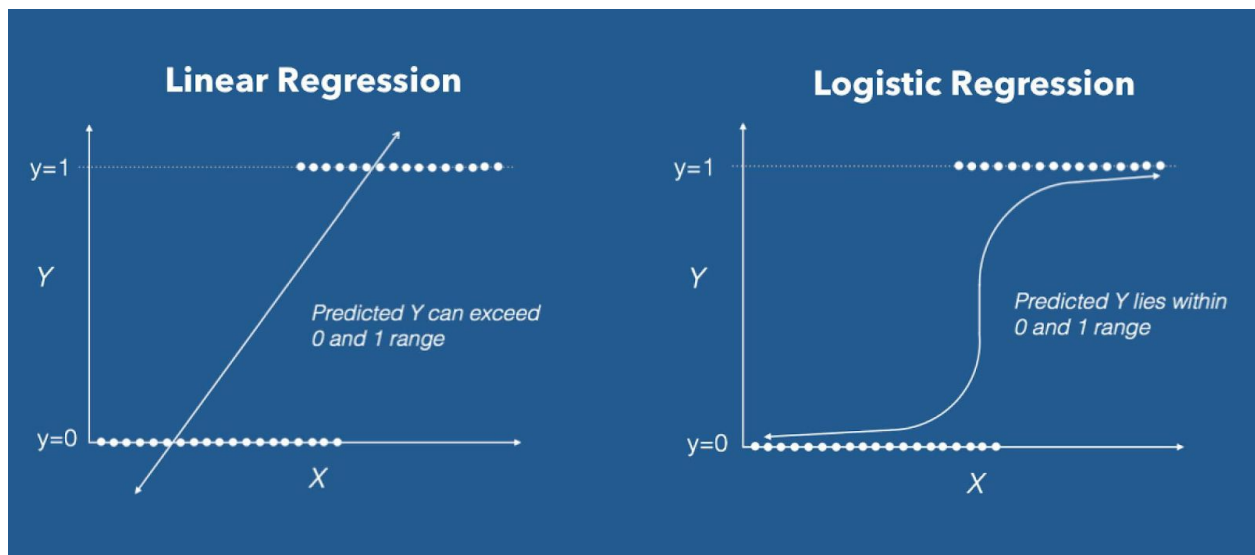 Linear Regression
y=1
Y
Predicted Y can exceed
0 and 1 range
y=0
X
Logistic Regression
y=1
Y
Predicted Y lies within
0 and 1 range
y=0
X